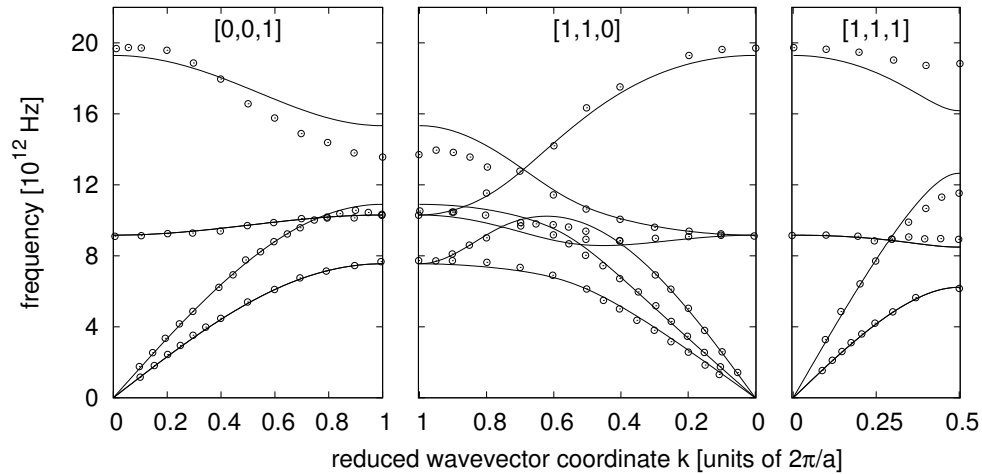 [0,0,1] [1,1,0] [1,1,1]
20
16
12
8
4
0
frequency [10¹² Hz]
0 0.2 0.4 0.6 0.8 1 1 0.8 0.6 0.4 0.2 0 0 0.25 0.5
reduced wavevector coordinate k [units of 2π/a]